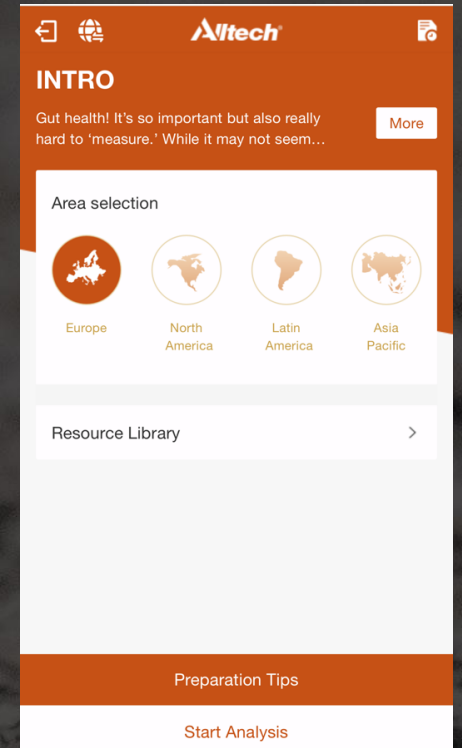 Alltech®
INTRO
Gut health! It's so important but also really
hard to ‘measure.’ While it may not seem…
More
Area selection
Europe
North
America
Latin
America
Asia
Pacific
Resource Library
Preparation Tips
Start Analysis